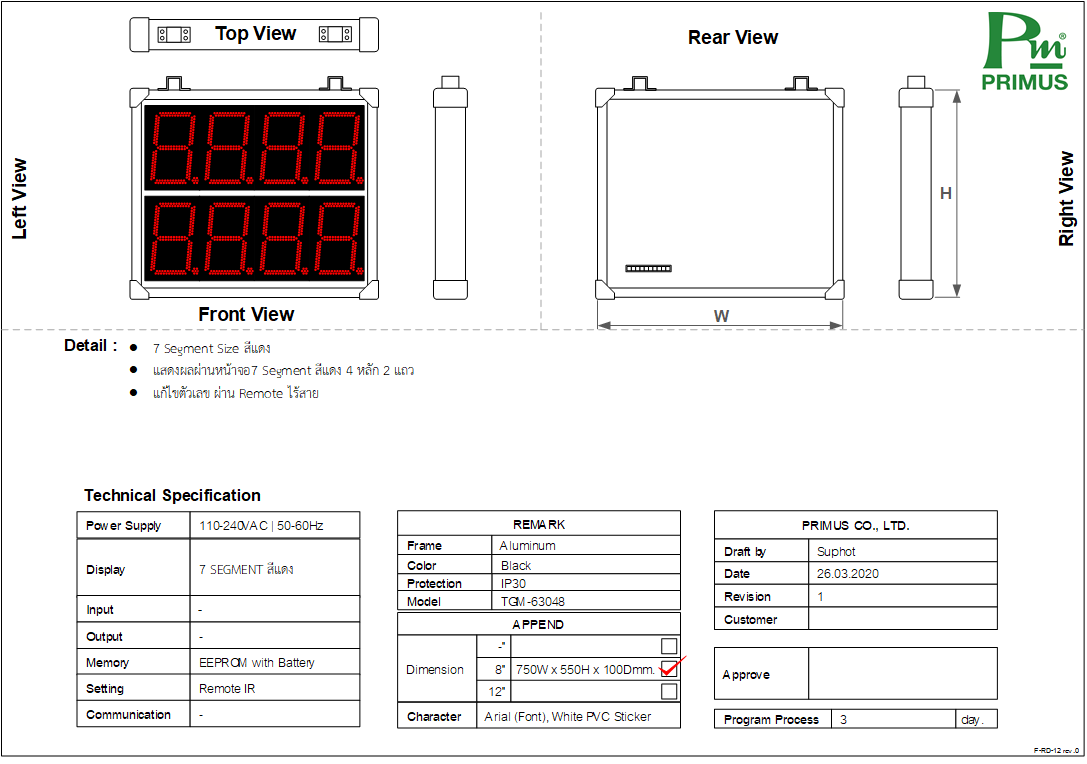 Top View
Rear View
Pm®
PRIMUS
Left View
H
Right View
Front View
W
Detail :
● 7 Segment Size สีแดง
● แสดงผลผ่านหน้าจอ7 Segment สีแดง 4 หลัก 2 แถว
● แก้ไขตัวเลข ผ่าน Remote ไร้สาย
Technical Specification
Power Supply 110-240VAC | 50-60Hz
Display 7 SEGMENT สีแดง
Input -
Output -
Memory EEPROM with Battery
Setting Remote IR
Communication -
REMARK
Frame Aluminum
Color Black
Protection IP30
Model TGM-63048
APPEND
Dimension
-"
8" 750W x 550H x 100Dmm.
12"
Character Arial (Font), White PVC Sticker
PRIMUS CO., LTD.
Draft by Suphot
Date 26.03.2020
Revision 1
Customer
Approve
Program Process 3 day.
F-RD-12 rev .0